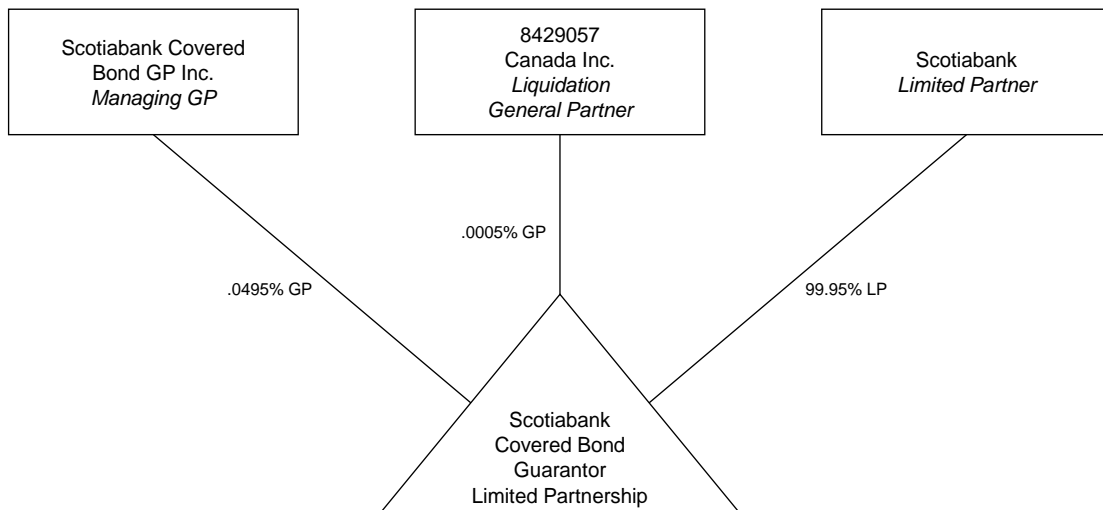 Scotiabank Covered
Bond GP Inc.
Managing GP
8429057
Canada Inc.
Liquidation
General Partner
Scotiabank
Limited Partner
.0495% GP
.0005% GP
99.95% LP
Scotiabank
Covered Bond
Guarantor
Limited Partnership